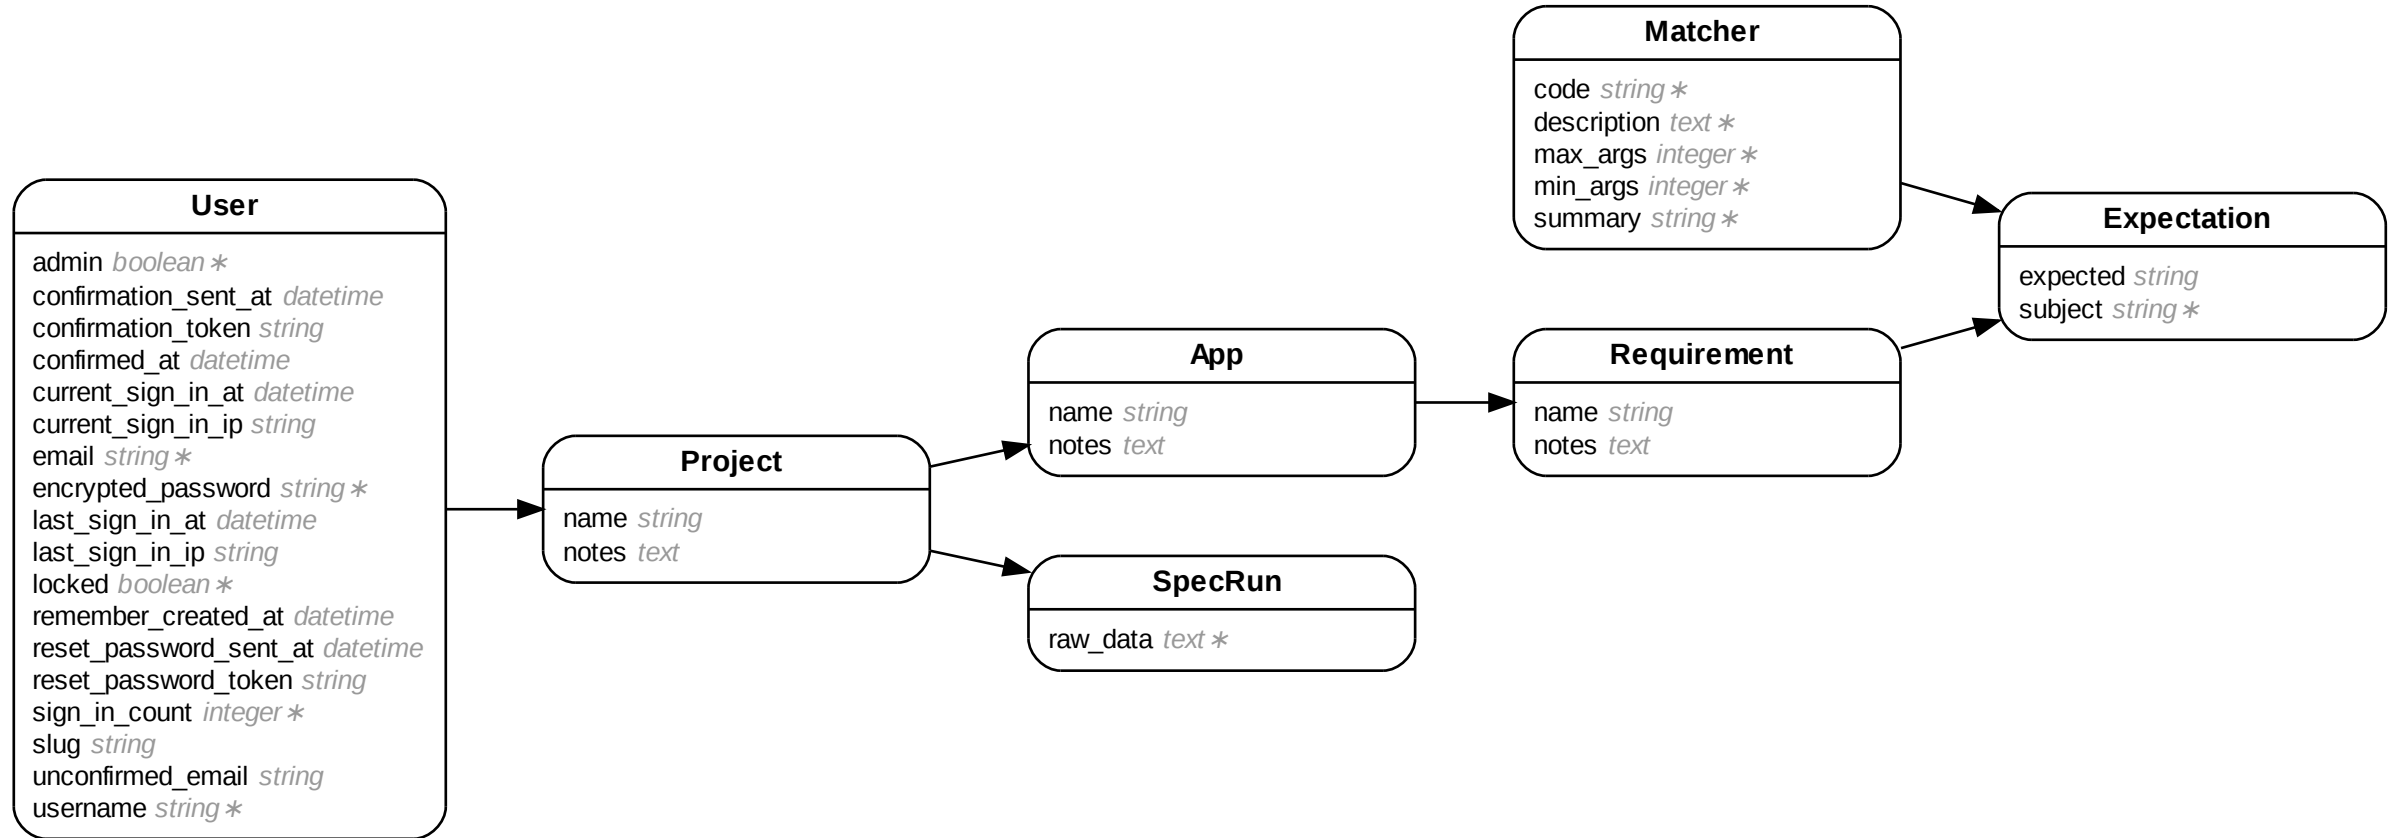 User
admin boolean ∗
confirmation_sent_at datetime
confirmation_token string
confirmed_at datetime
current_sign_in_at datetime
current_sign_in_ip string
email string ∗
encrypted_password string ∗
last_sign_in_at datetime
last_sign_in_ip string
locked boolean ∗
remember_created_at datetime
reset_password_sent_at datetime
reset_password_token string
sign_in_count integer ∗
slug string
unconfirmed_email string
username string ∗
Project
name string
notes text
App
name string
notes text
SpecRun
raw_data text ∗
Matcher
code string ∗
description text ∗
max_args integer ∗
min_args integer ∗
summary string ∗
Requirement
name string
notes text
Expectation
expected string
subject string ∗